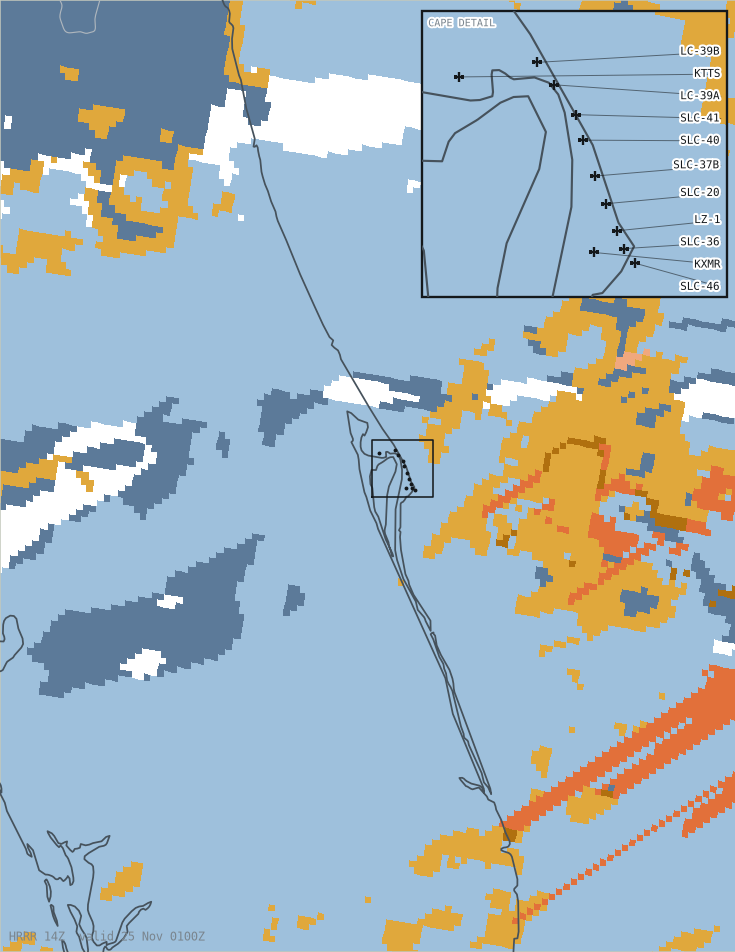 CAPE DETAIL
LC-39B
KTTS
LC-39A
SLC-41
SLC-40
SLC-37B
SLC-20
LZ-1
SLC-36
KXMR
SLC-46
HRRR 14Z  valid 25 Nov 0100Z